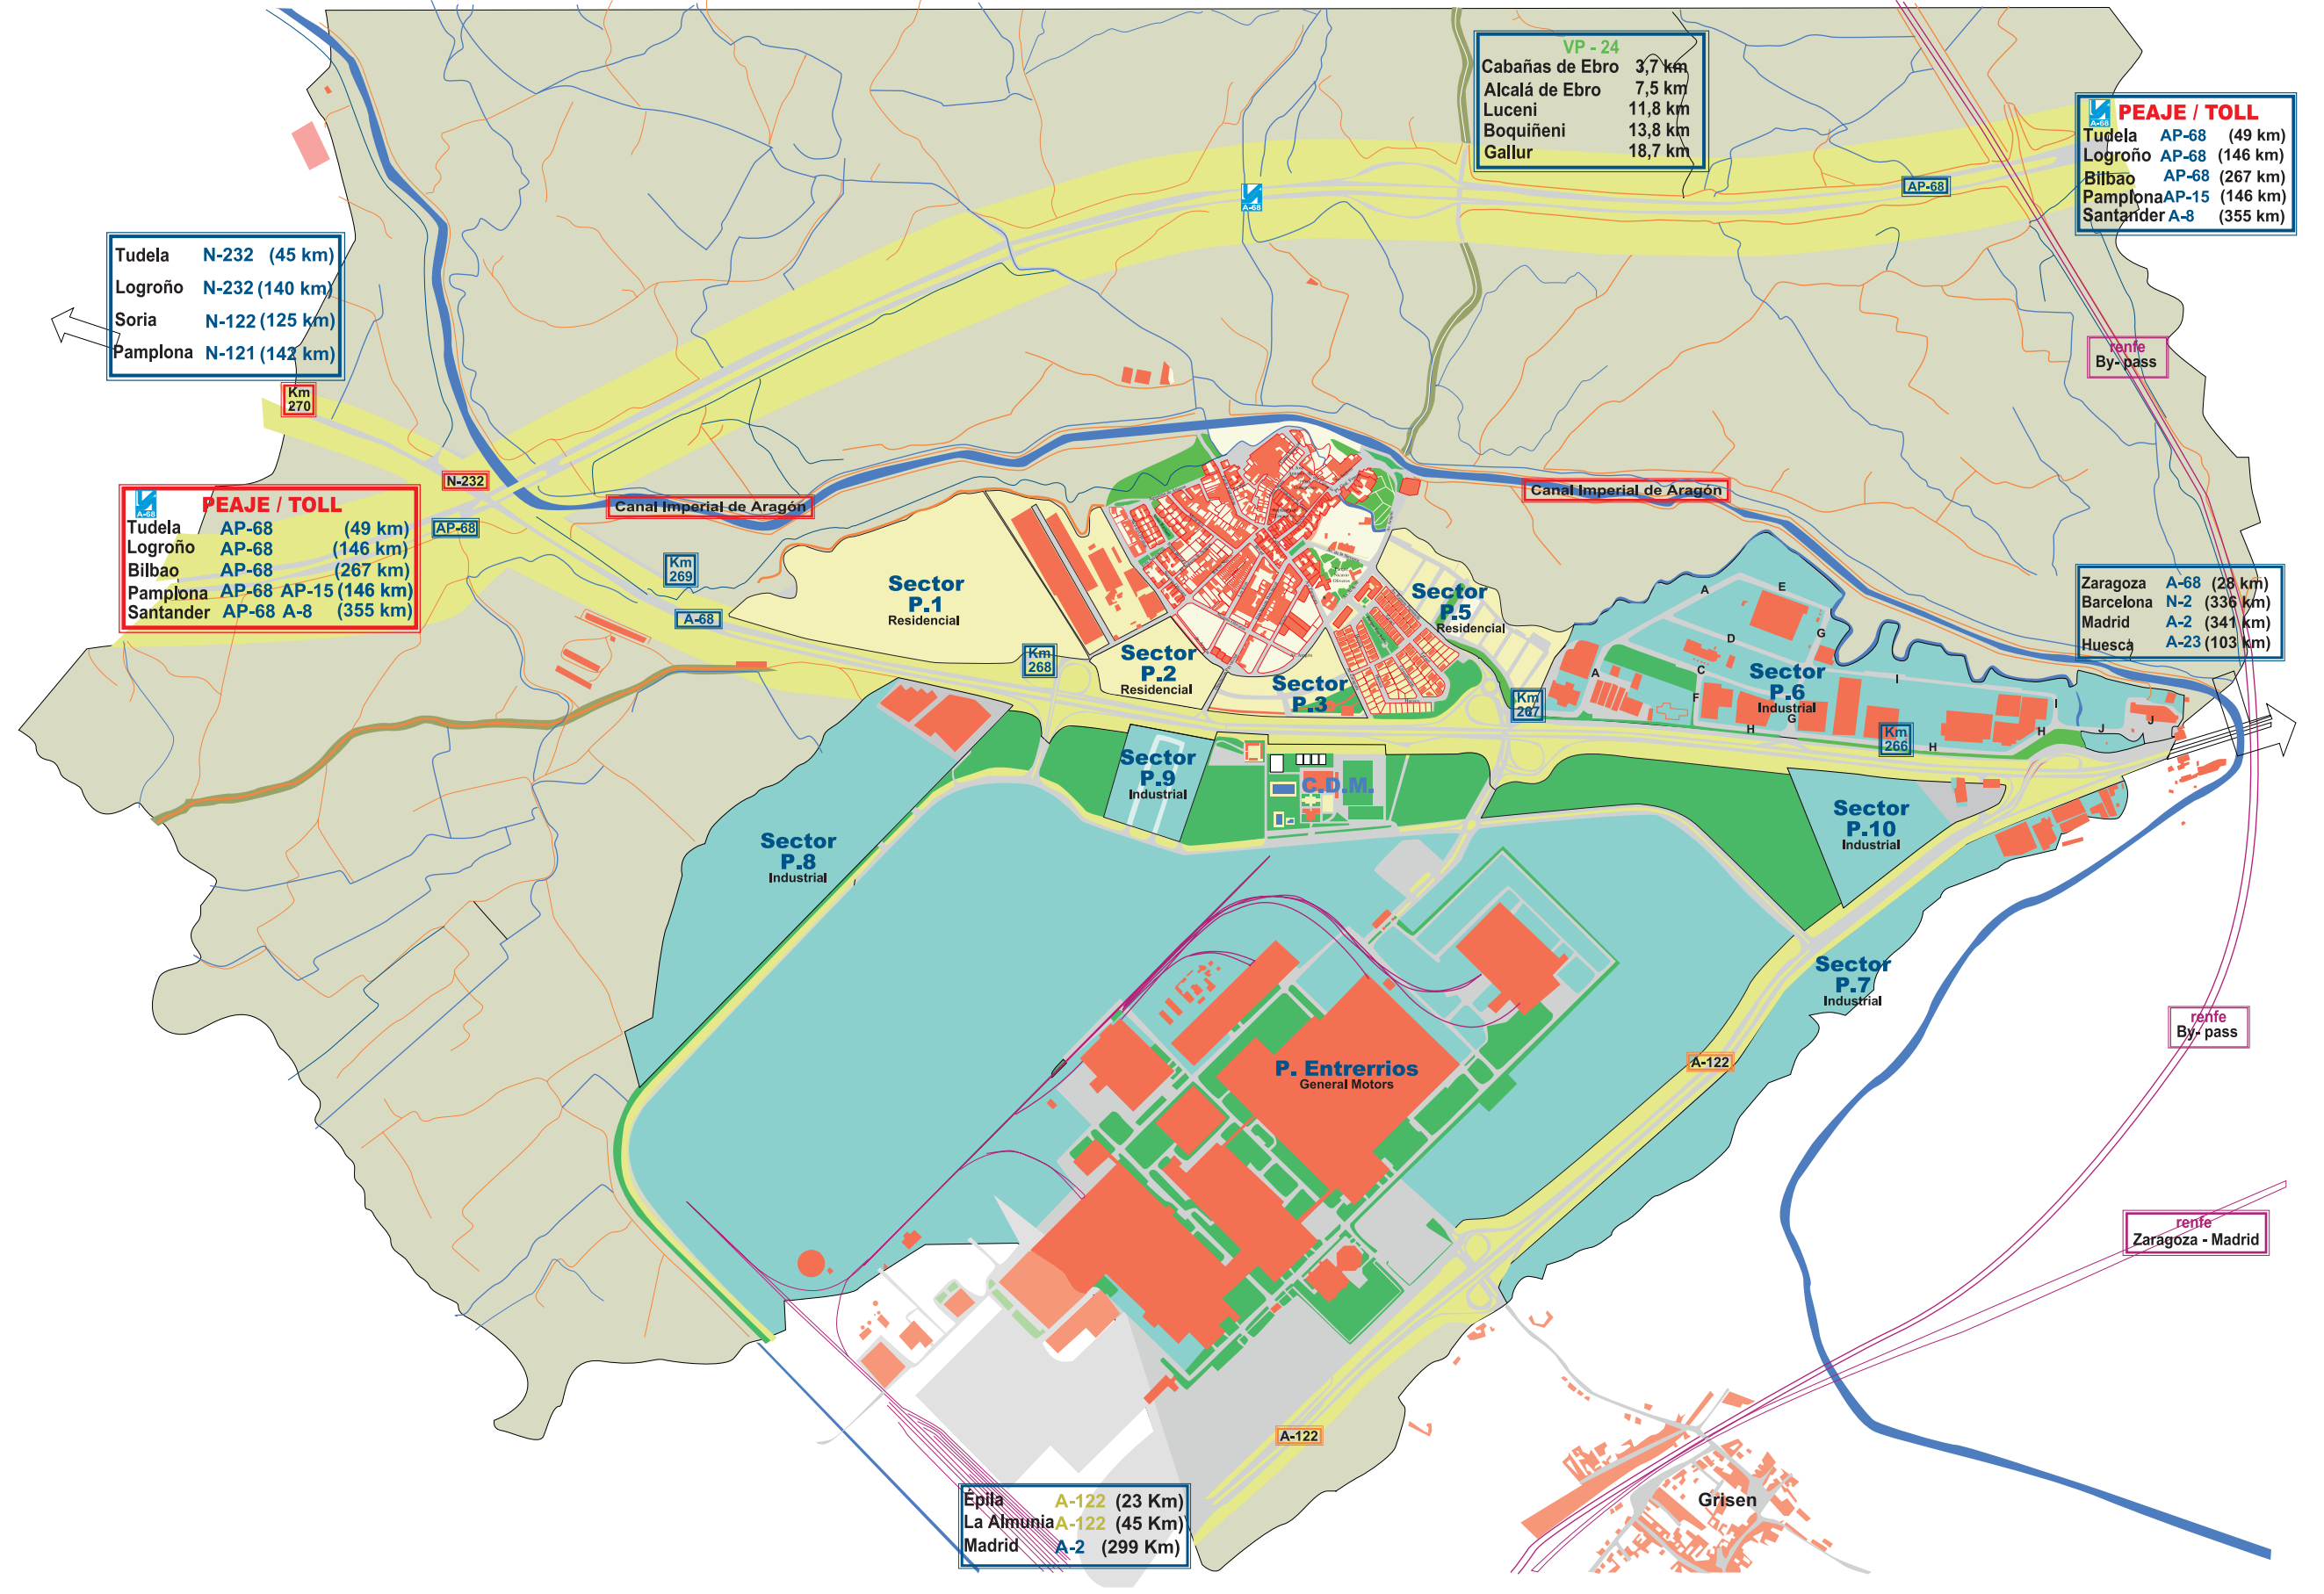 VP - 24
Cabañas de Ebro 3,7 km
Alcalá de Ebro 7,5 km
Luceni 11,8 km
Boquiñeni 13,8 km
Gallur 18,7 km
A-68
PEAJE / TOLL
Tudela AP-68 (49 km)
Logroño AP-68 (146 km)
Bilbao AP-68 (267 km)
Pamplona AP-15 (146 km)
Santander A-8 (355 km)
A-68
AP-68
Tudela N-232 (45 km)
Logroño N-232 (140 km)
Soria N-122 (125 km)
Pamplona N-121 (142 km)
renfe
By- pass
Km
270
N-232
A-68
PEAJE / TOLL
Tudela AP-68 (49 km)
Logroño AP-68 (146 km)
Bilbao AP-68 (267 km)
Pamplona AP-68 AP-15 (146 km)
Santander AP-68 A-8 (355 km)
AP-68
Canal Imperial de Aragón
Canal Imperial de Aragón
Km
269
A-68
Sector
P.1
Residencial
Km
268
Sector
P.2
Residencial
Sector
P.3
Sector
P.5
Residencial
Km
267
A
E
D
G
C
A
F
Sector
P.6
Industrial
I
G
H
I
H
J
J
H
Km
266
Zaragoza A-68 (28 km)
Barcelona N-2 (336 km)
Madrid A-2 (341 km)
Huesca A-23 (103 km)
Sector
P.9
Industrial
C.D.M.
Sector
P.8
Industrial
Sector
P.10
Industrial
Sector
P.7
Industrial
renfe
By- pass
A-122
P. Entrerrios
General Motors
renfe
Zaragoza - Madrid
A-122
Épila A-122 (23 Km)
La Almunia A-122 (45 Km)
Madrid A-2 (299 Km)
Grisen